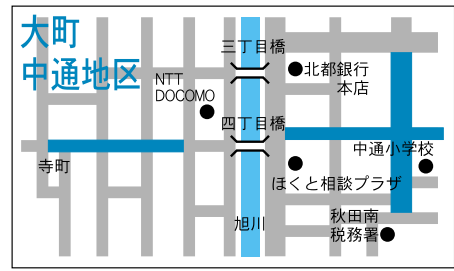 大町
中通地区
三丁目橋
NTT
DOCOMO
北都銀行
本店
四丁目橋
中通小学校
寺町
ほくと相談プラザ
旭川
秋田南
税務署